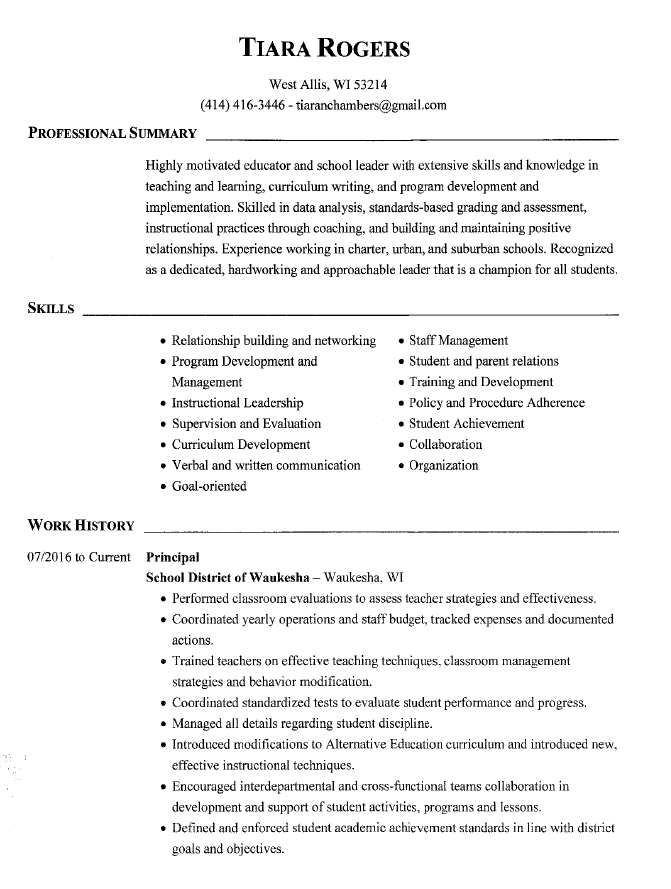 TIARA ROGERS
West Allis, WI 53214
(414) 416-3446 - tiaranchambers@gmail.com
PROFESSIONAL SUMMARY
Highly motivated educator and school leader with extensive skills and knowledge in
teaching and learning, curriculum writing, and program development and
implementation. Skilled in data analysis, standards-based grading and assessment,
instructional practices through coaching, and building and maintaining positive
relationships. Experience working in charter, urban, and suburban schools. Recognized
as a dedicated, hardworking and approachable leader that is a champion for all students.
SKILLS
• Relationship building and networking
• Program Development and
Management
• Instructional Leadership
• Supervision and Evaluation
• Curriculum Development
• Verbal and written communication
• Goal-oriented
• Staff Management
• Student and parent relations
• Training and Development
• Policy and Procedure Adherence
• Student Achievement
• Collaboration
• Organization
WORK HISTORY
07/2016 to Current Principal
School District of Waukesha – Waukesha, WI
• Performed classroom evaluations to assess teacher strategies and effectiveness.
• Coordinated yearly operations and staff budget, tracked expenses and documented
actions.
• Trained teachers on effective teaching techniques, classroom management
strategies and behavior modification.
• Coordinated standardized tests to evaluate student performance and progress.
• Managed all details regarding student discipline.
• Introduced modifications to Alternative Education curriculum and introduced new,
effective instructional techniques.
• Encouraged interdepartmental and cross-functional teams collaboration in
development and support of student activities, programs and lessons.
• Defined and enforced student academic achievement standards in line with district
goals and objectives.